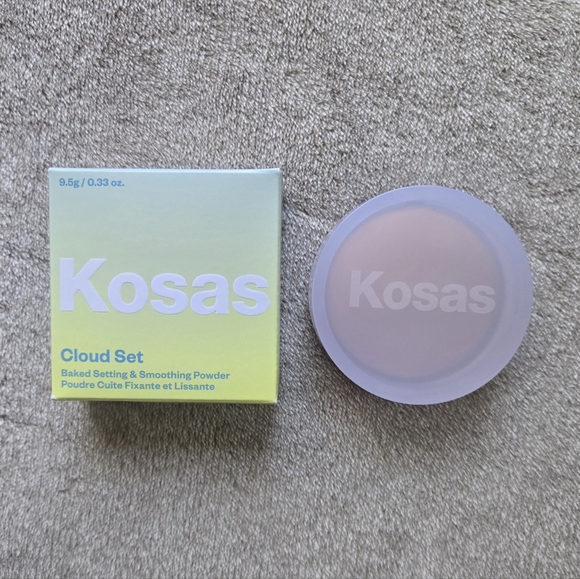 9.5g / 0.33 oz.
Kosas
Cloud Set
Baked Setting & Smoothing Powder
Poudre Cuite Fixante et Lissante
Kosas